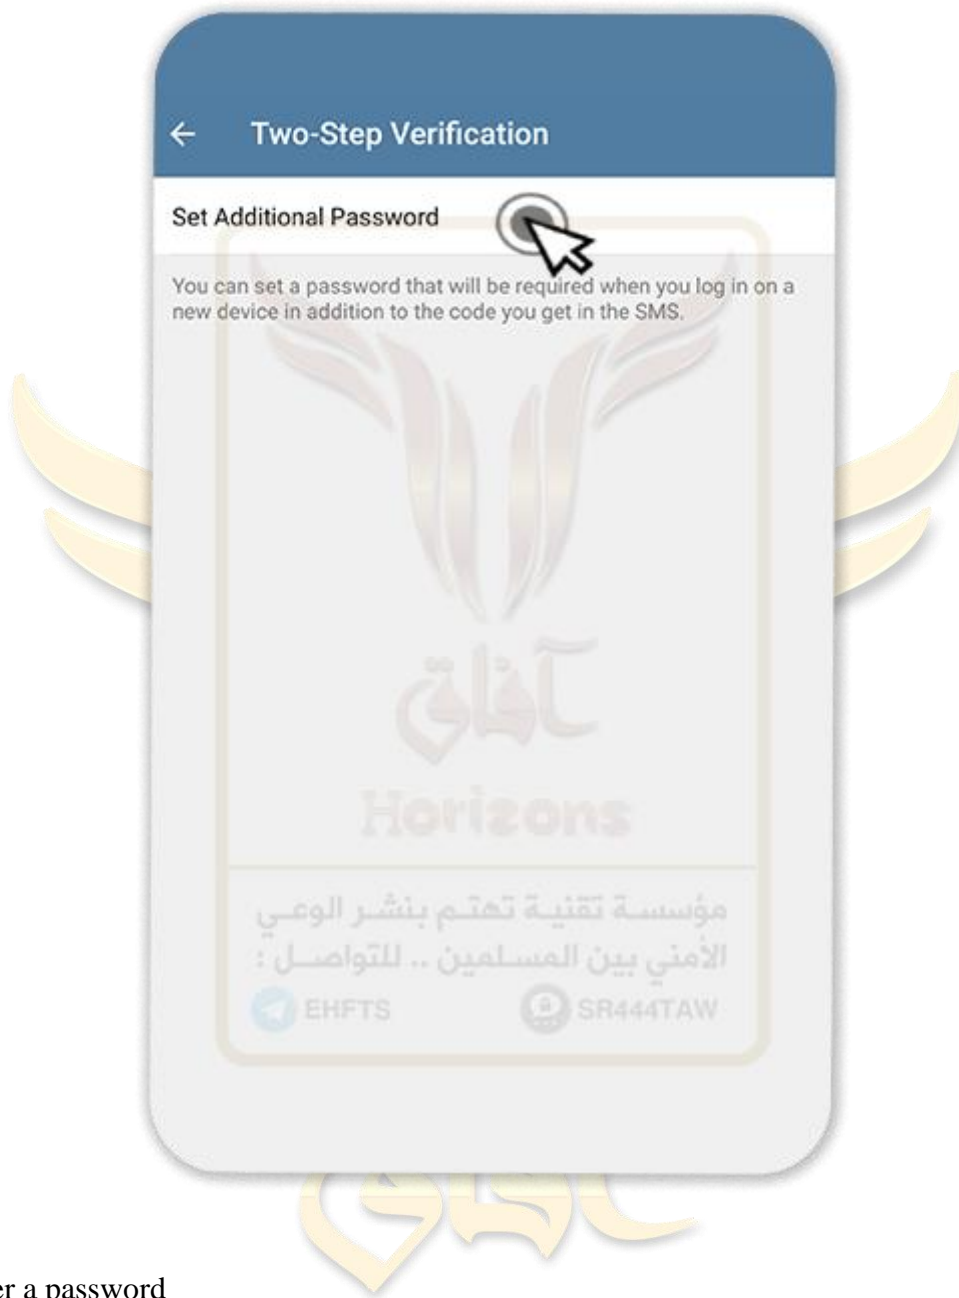 Two-Step Verification
Set Additional Password
You can set a password that will be required when you log in on a
new device in addition to the code you get in the SMS.
آفاق
Horizons
مؤسسة تقنية تهتم بنشر الوعي
الأمني بين المسلمين .. للتواصل :
EHFTS SR444TAW
آفاق
a password